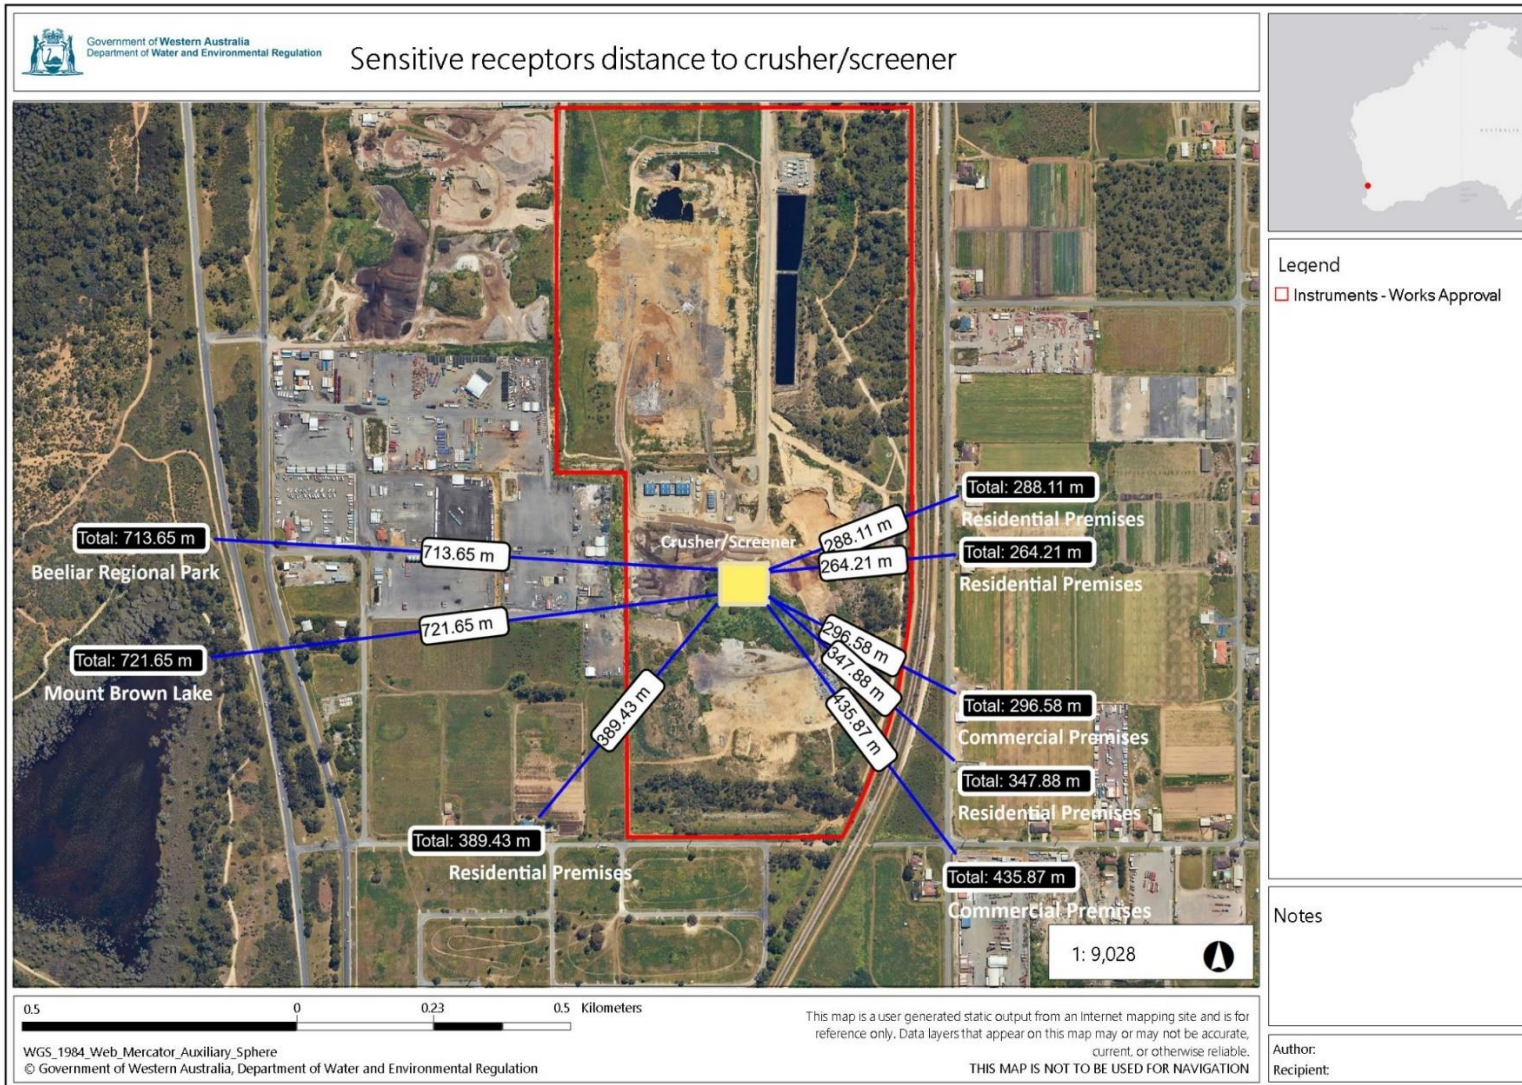 Government of Western Australia
Department of Water and Environmental Regulation
Sensitive receptors distance to crusher/screener
AUSTRALIA
Legend
Instruments - Works Approval
Total: 288.11 m
Residential Premises
288.11 m
Crusher/Screener
Total: 713.65 m
713.65 m
264.21 m
Total: 264.21 m
Beeliar Regional Park
Residential Premises
721.65 m
296.58 m
Total: 721.65 m
347.88 m
Mount Brown Lake
389.43 m
435.87 m
Total: 296.58 m
Commercial Premises
Total: 347.88 m
Residential Premises
Total: 389.43 m
Residential Premises
Total: 435.87 m
Commercial Premises
Notes
1: 9,028
0.5 0 0.23 0.5 Kilometers
WGS_1984_Web_Mercator_Auxiliary_Sphere
© Government of Western Australia, Department of Water and Environmental Regulation
This map is a user generated static output from an Internet mapping site and is for
reference only. Data layers that appear on this map may or may not be accurate,
current, or otherwise reliable.
THIS MAP IS NOT TO BE USED FOR NAVIGATION
Author:
Recipient: